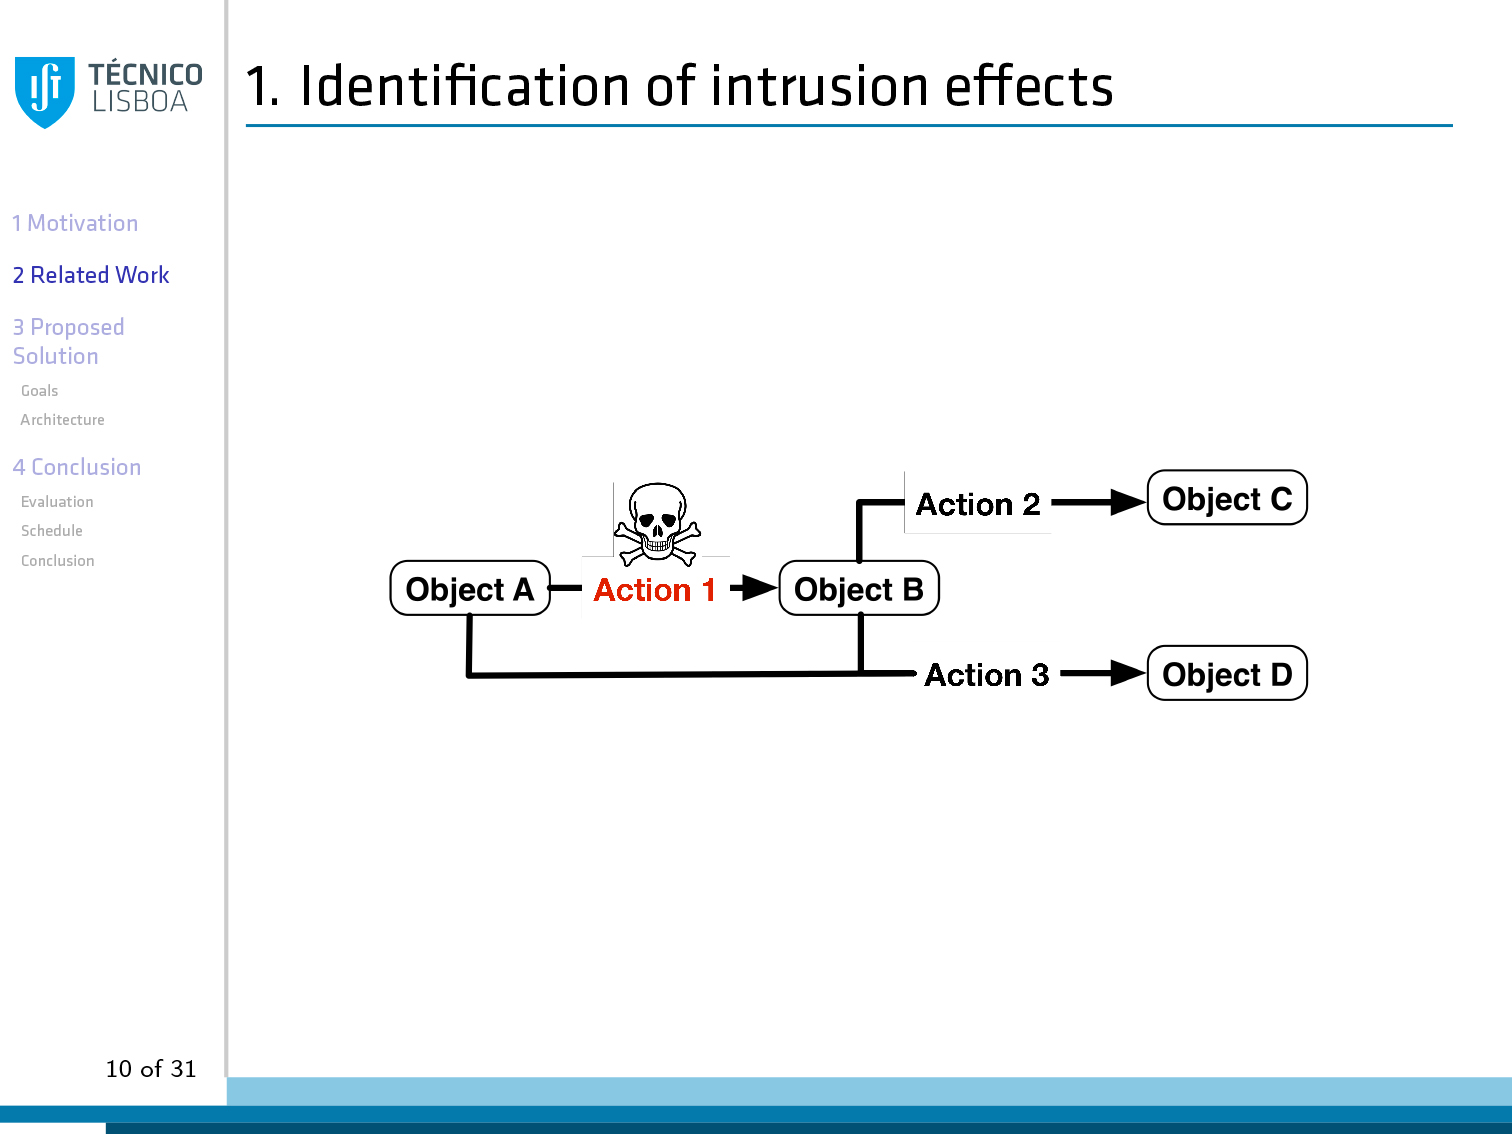 TÉCNICO
LISBOA
1. Identification of intrusion effects
1 Motivation
2 Related Work
3 Proposed
Solution
Goals
Architecture
4 Conclusion
Evaluation
Schedule
Conclusion
Action 2
Object C
Object A
Action 1
Object B
Action 3
Object D
10 of 31